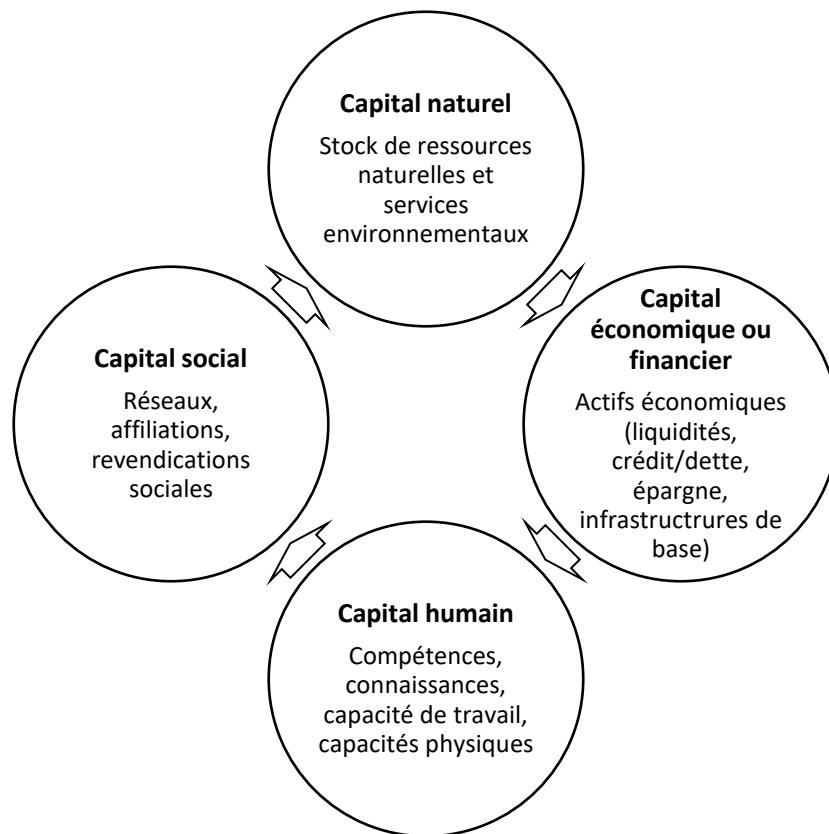 Capital naturel
Stock de ressources
naturelles et
services
environnementaux
Capital
économique ou
financier
Actifs économiques
(liquidités,
crédit/dette,
épargne,
infrastructrures de
base)
Capital humain
Compétences,
connaissances,
capacité de travail,
capacités physiques
Capital social
Réseaux,
affiliations,
revendications
sociales